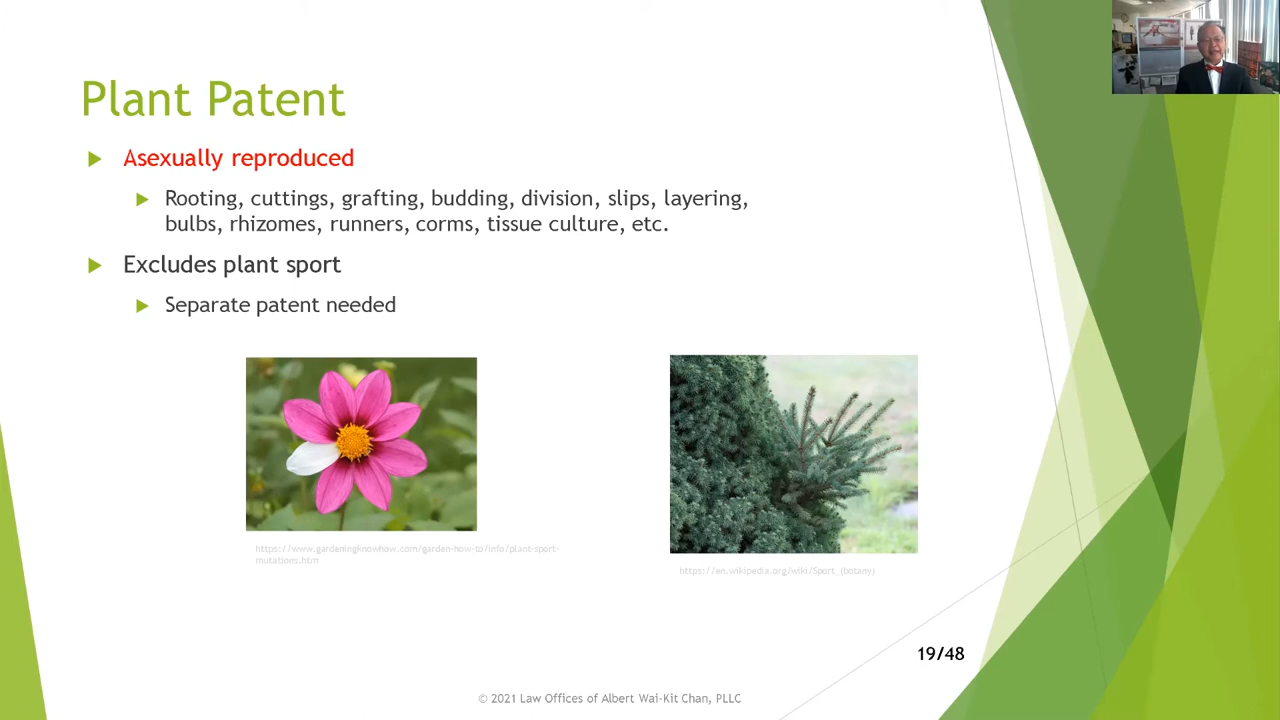 Plant Patent
Asexually reproduced
Rooting, cuttings, grafting, budding, division, slips, layering,
bulbs, rhizomes, runners, corms, tissue culture, etc.
Excludes plant sport
Separate patent needed
https://www.gardeningknowhow.com/garden-how-to/info/plant-sport-
mutations.htm
https://en.wikipedia.org/wiki/Sport_(botany)
19/48
© 2021 Law Offices of Albert Wai-Kit Chan, PLLC